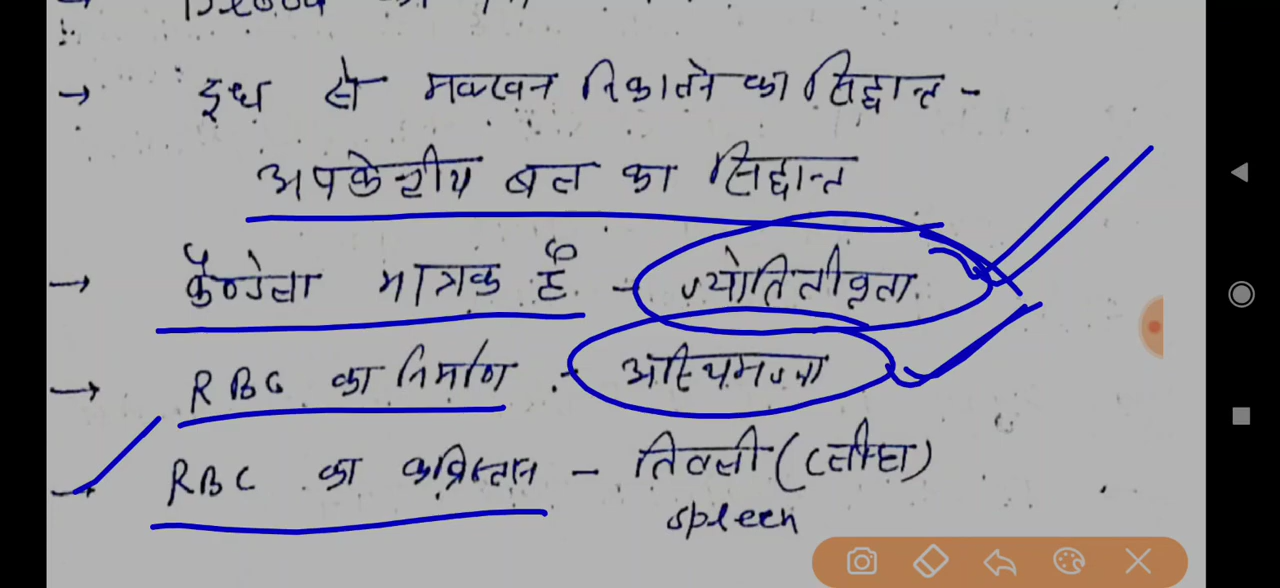 → दूध से मक्खन निकालने का सिद्धान्त -
अपकेन्द्रीय बल का सिद्धान्त
→ कैण्डेला मात्रक है - ज्योतितीव्रता
→ RBC का निर्माण :- अस्थिमज्जा
→ RBC का कब्रिस्तान - तिल्ली (प्लीहा)
spleen